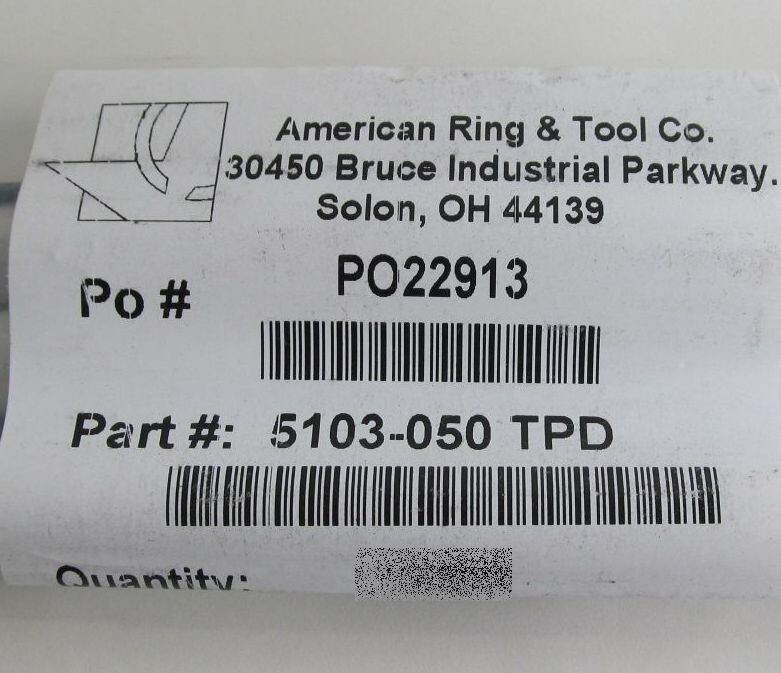 American Ring & Tool Co.
30450 Bruce Industrial Parkway.
Solon, OH 44139
Po # PO22913
Part #: 5103-050 TPD
Quantity: